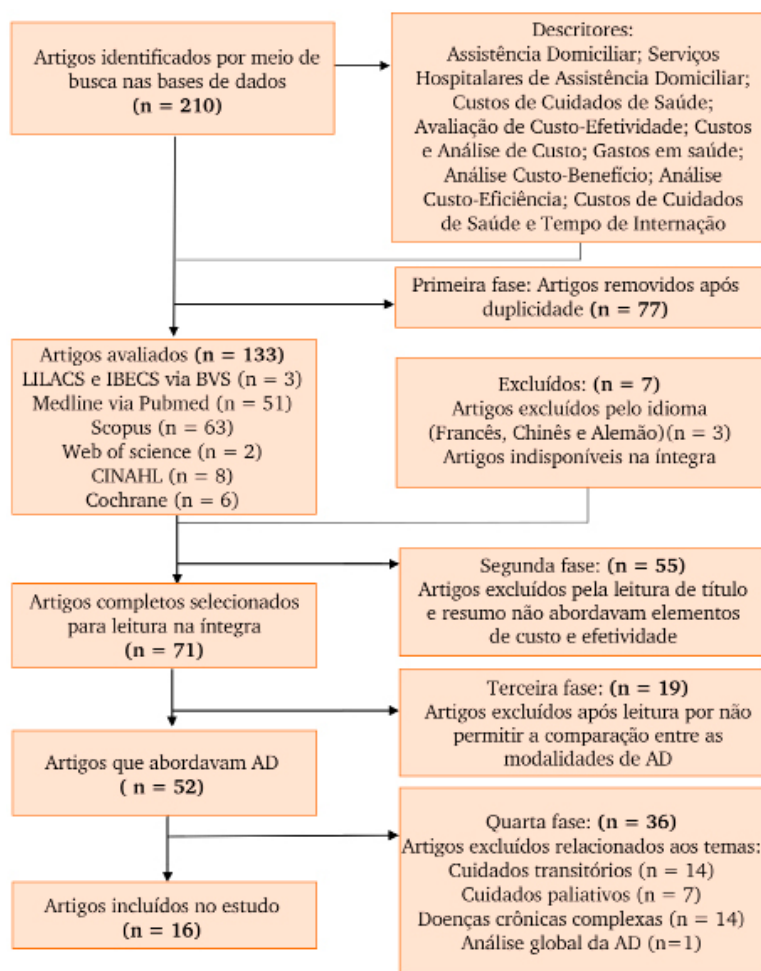 Artigos identificados por meio de
busca nas bases de dados
(n = 210)
Descritores:
Assistência Domiciliar; Serviços
Hospitalares de Assistência Domiciliar;
Custos de Cuidados de Saúde;
Avaliação de Custo-Efetividade; Custos
e Análise de Custo; Gastos em saúde;
Análise Custo-Benefício; Análise
Custo-Eficiência; Custos de Cuidados
de Saúde e Tempo de Internação
Primeira fase: Artigos removidos após
duplicidade (n = 77)
Artigos avaliados (n = 133)
LILACS e IBECS via BVS (n = 3)
Medline via Pubmed (n = 51)
Scopus (n = 63)
Web of science (n = 2)
CINAHL (n = 8)
Cochrane (n = 6)
Excluídos: (n = 7)
Artigos excluídos pelo idioma
(Francês, Chinês e Alemão)(n = 3)
Artigos indisponíveis na íntegra
Segunda fase: (n = 55)
Artigos excluídos pela leitura de título
e resumo não abordavam elementos
de custo e efetividade
Artigos completos selecionados
para leitura na íntegra
(n = 71)
Terceira fase: (n = 19)
Artigos excluídos após leitura por não
permitir a comparação entre as
modalidades de AD
Artigos que abordavam AD
( n = 52)
Quarta fase: (n = 36)
Artigos excluídos relacionados aos temas:
Cuidados transitórios (n = 14)
Cuidados paliativos (n = 7)
Doenças crônicas complexas (n = 14)
Análise global da AD (n=1)
Artigos incluídos no estudo
(n = 16)